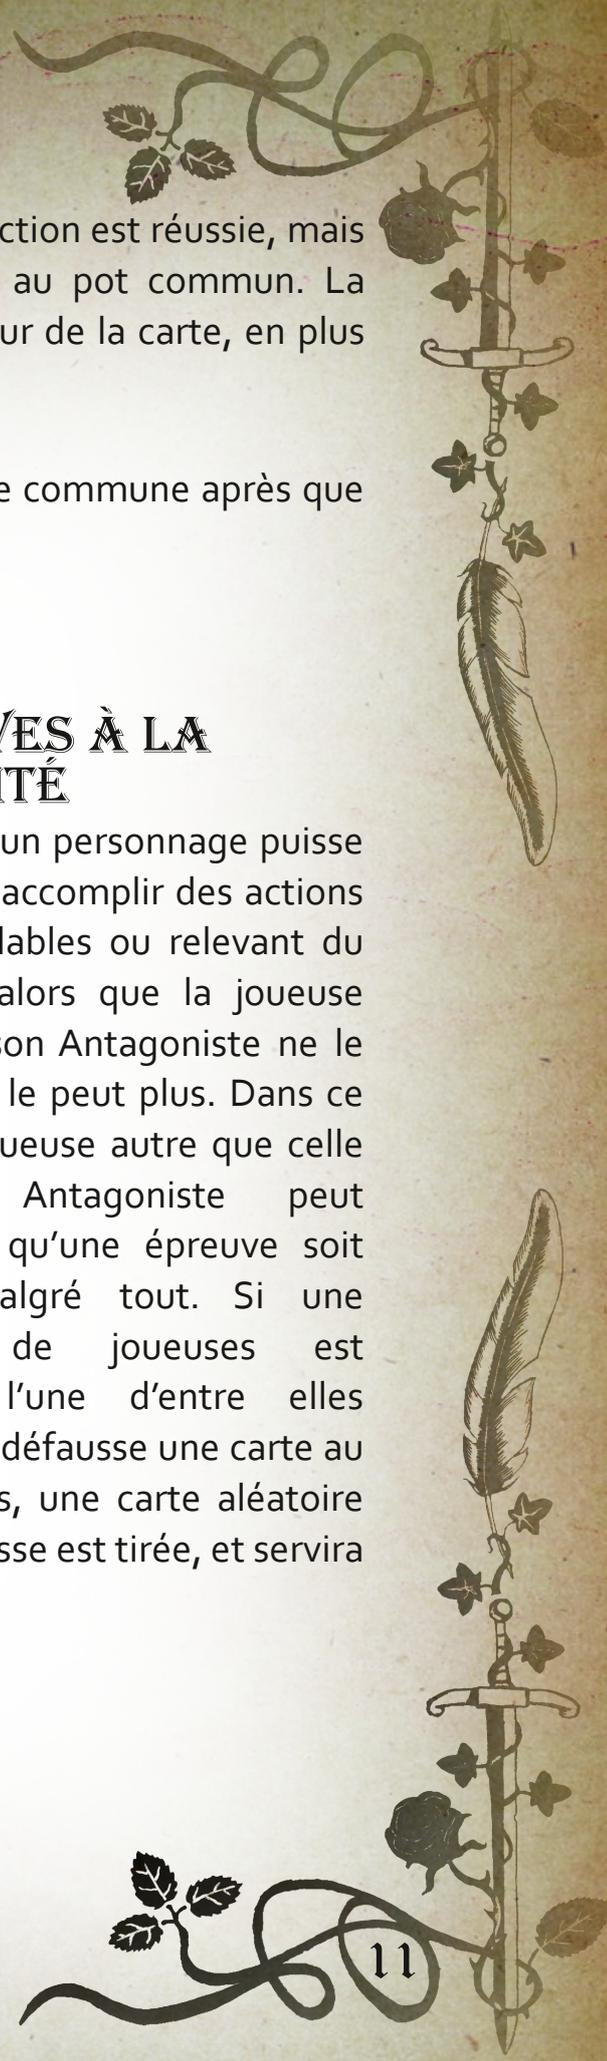 ction est réussie, mais
au pot commun. La
ur de la carte, en plus
e commune après que
VES À LA
ITÉ
un personnage puisse
accomplir des actions
lables ou relevant du
alors que la joueuse
son Antagoniste ne le
le peut plus. Dans ce
ueuse autre que celle
Antagoniste peut
qu’une épreuve soit
algré tout. Si une
de joueuses est
l’une d’entre elles
défausse une carte au
s, une carte aléatoire
sse est tirée, et servira
11